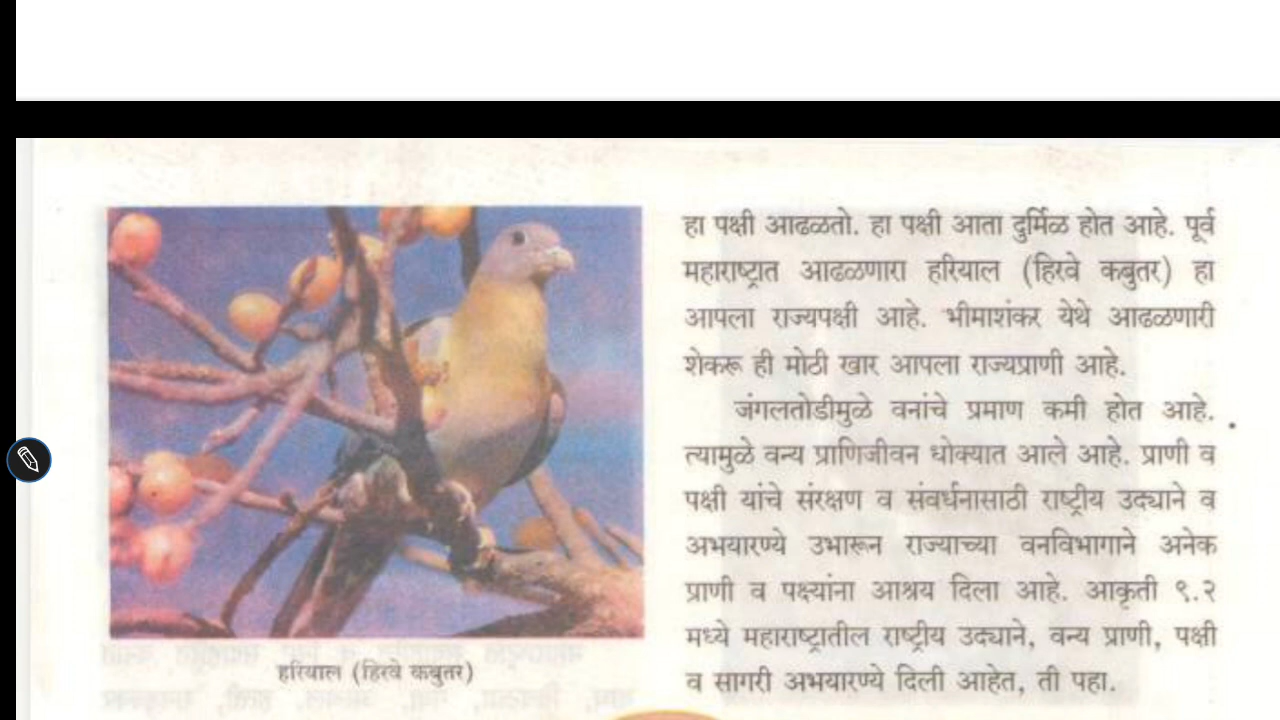 हा पक्षी आढळतो. हा पक्षी आता दुर्मिळ होत आहे. पूर्व
महाराष्ट्रात आढळणारा हरियाल (हिरवे कबुतर) हा
आपला राज्यपक्षी आहे. भीमाशंकर येथे आढळणारी
शेकरू ही मोठी खार आपला राज्यप्राणी आहे.
जंगलतोडीमुळे वनांचे प्रमाण कमी होत आहे.
त्यामुळे वन्य प्राणिजीवन धोक्यात आले आहे. प्राणी व
पक्षी यांचे संरक्षण व संवर्धनासाठी राष्ट्रीय उद्याने व
अभयारण्ये उभारून राज्याच्या वनविभागाने अनेक
प्राणी व पक्ष्यांना आश्रय दिला आहे. आकृती ९.२
मध्ये महाराष्ट्रातील राष्ट्रीय उद्याने, वन्य प्राणी, पक्षी
व सागरी अभयारण्ये दिली आहेत, ती पहा.
हरियाल (हिरवे कबुतर)